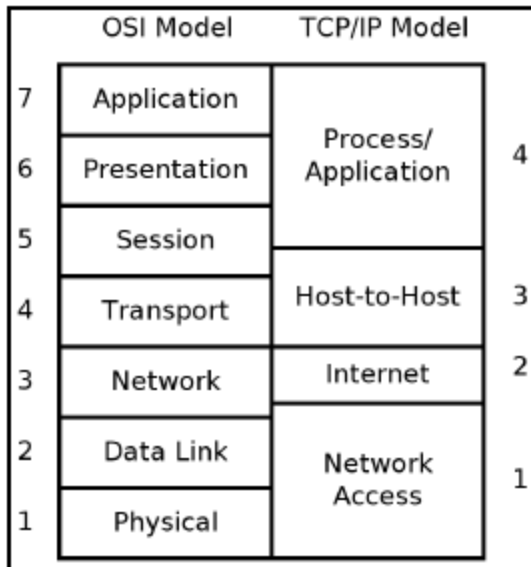 OSI Model TCP/IP Model
7 Application
6 Presentation
5 Session
4 Transport
3 Network
2 Data Link
1 Physical
Process/
Application 4
Host-to-Host 3
Internet 2
Network
Access 1